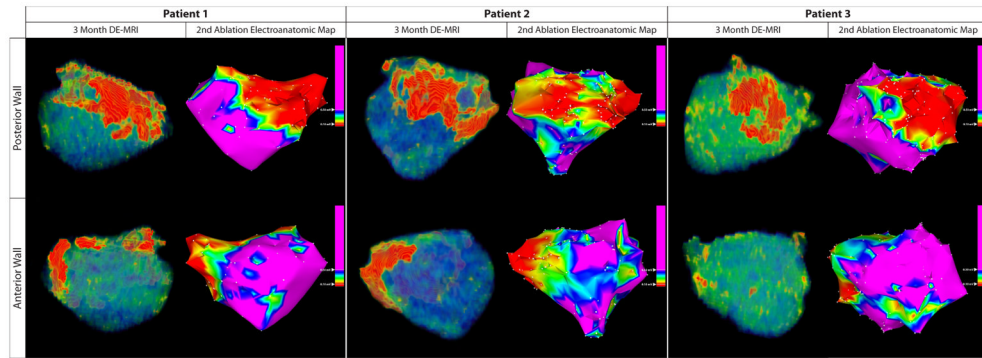 Patient 1
Patient 2
Patient 3
3 Month DE-MRI
2nd Ablation Electroanatomic Map
3 Month DE-MRI
2nd Ablation Electroanatomic Map
3 Month DE-MRI
2nd Ablation Electroanatomic Map
Posterior Wall
Anterior Wall